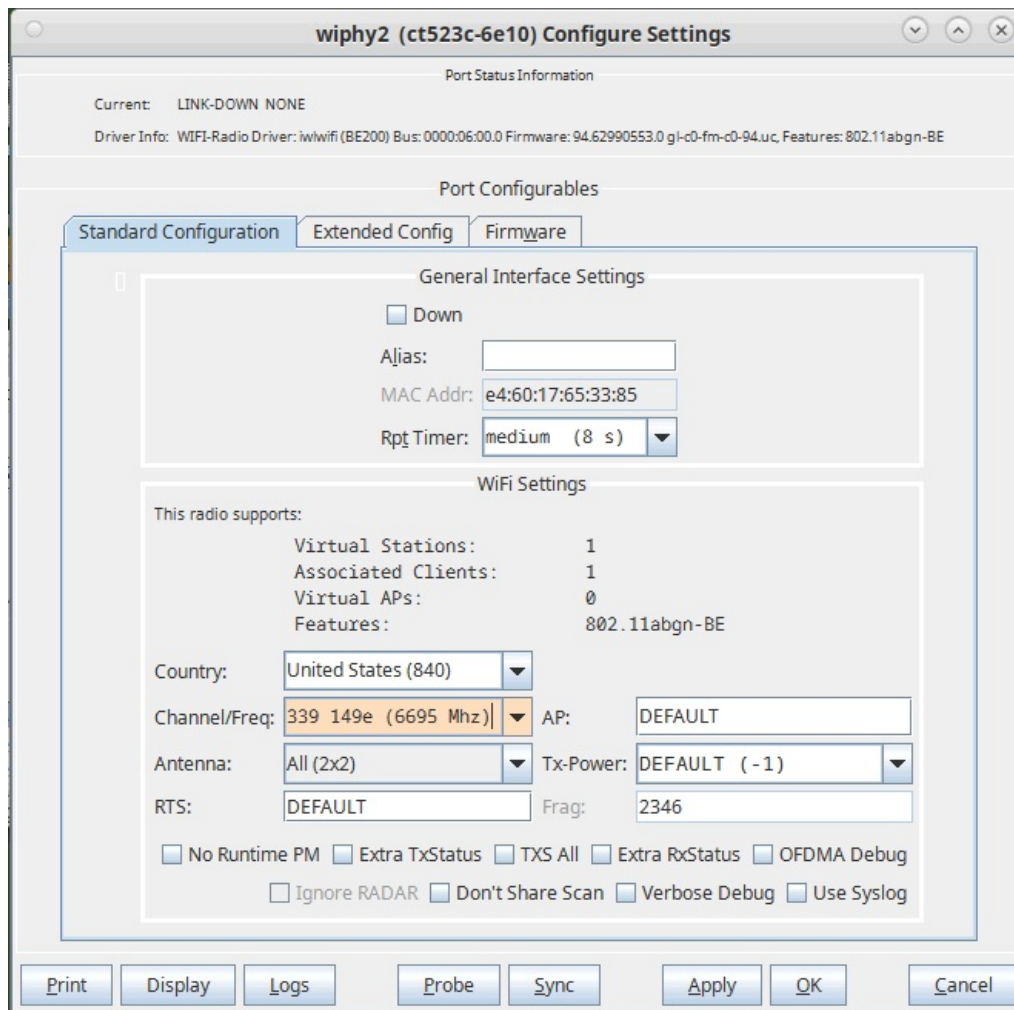 wiphy2 (ct523c-6e10) Configure Settings
Port Status Information
Current: LINK-DOWN NONE
Driver Info: WIFI-Radio Driver: iwlwifi (BE200) Bus: 0000:06:00.0 Firmware: 94.62990553.0 gl-c0-fm-c0-94.uc, Features: 802.11abgn-BE
Port Configurables
Standard Configuration Extended Config Firmware
General Interface Settings
Down
Alias:
MAC Addr: e4:60:17:65:33:85
Rpt Timer: medium (8 s)
WiFi Settings
This radio supports:
Virtual Stations: 1
Associated Clients: 1
Virtual APs: 0
Features: 802.11abgn-BE
Country: United States (840)
Channel/Freq: 339 149e (6695 Mhz) AP: DEFAULT
Antenna: All (2x2) Tx-Power: DEFAULT (-1)
RTS: DEFAULT Frag: 2346
No Runtime PM Extra TxStatus TXS All Extra RxStatus OFDMA Debug
Ignore RADAR Don't Share Scan Verbose Debug Use Syslog
Print Display Logs Probe Sync Apply OK Cancel